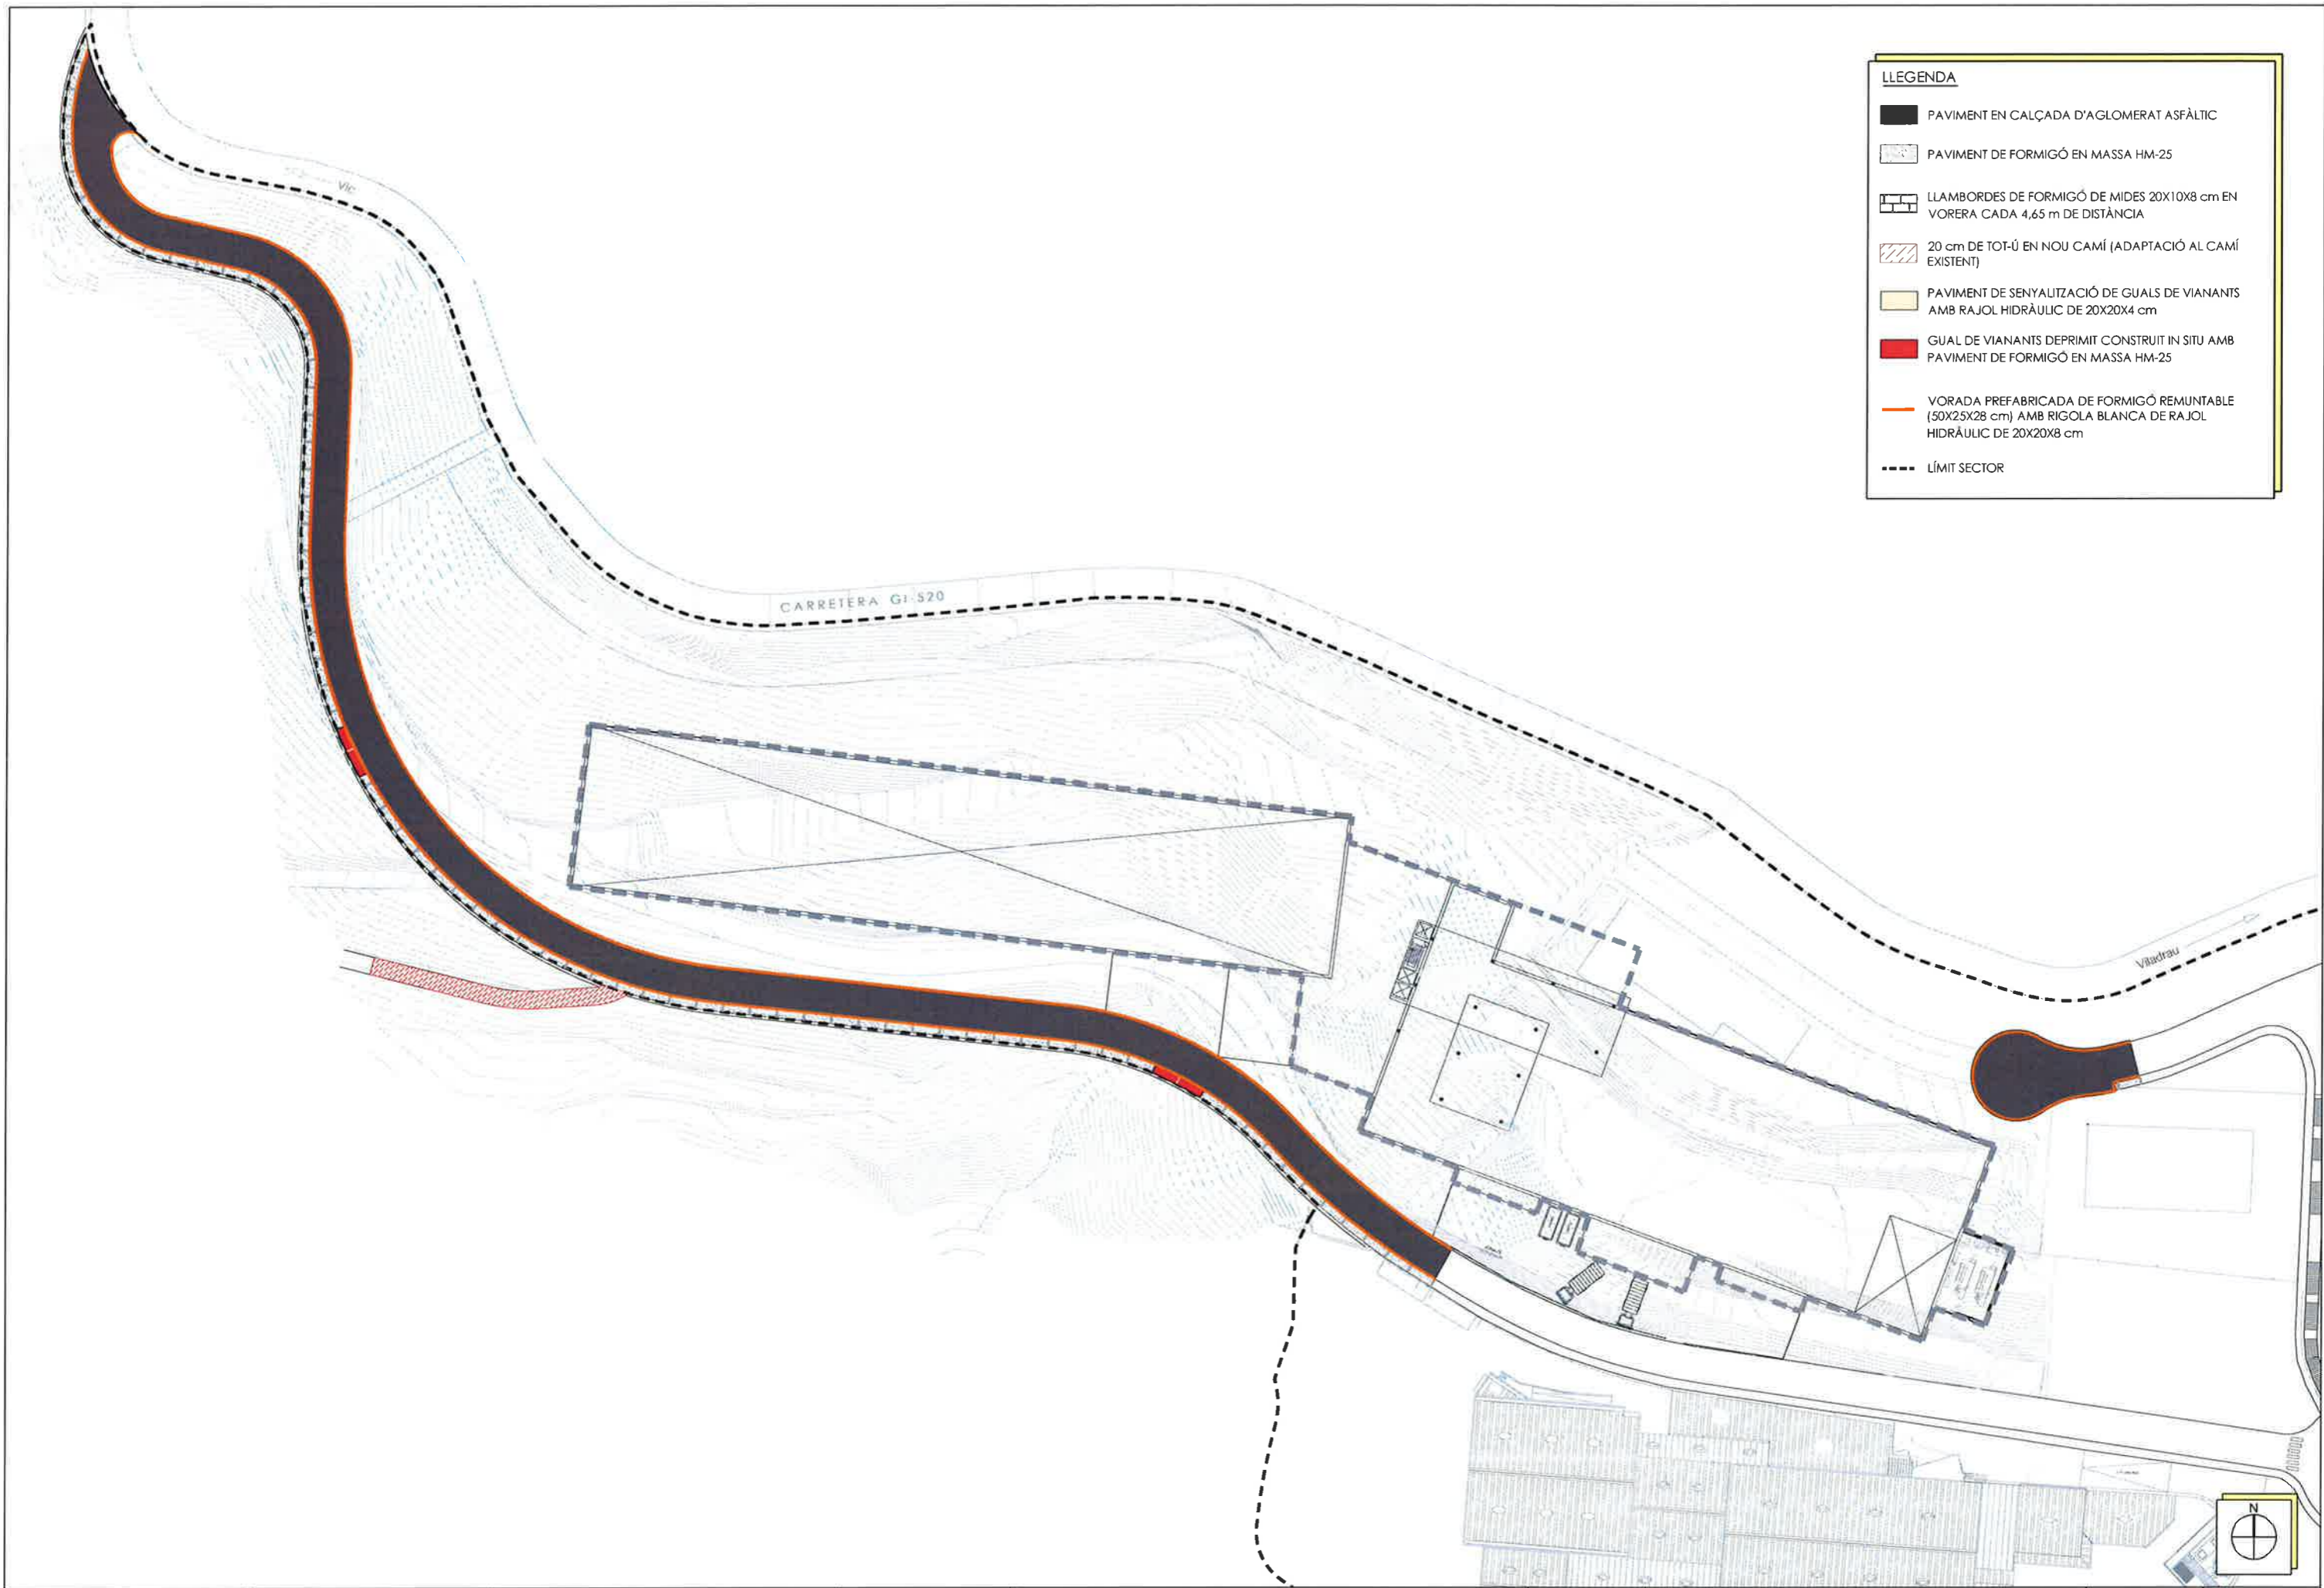 LLEGENDA
PAVIMENT EN CALÇADA D'AGLOMERAT ASFÀLTIC
PAVIMENT DE FORMIGÓ EN MASSA HM-25
LLAMBORDES DE FORMIGÓ DE MIDES 20X10X8 cm EN
VORERA CADA 4,65 m DE DISTÀNCIA
20 cm DE TOT-Ú EN NOU CAMÍ (ADAPTACIÓ AL CAMÍ
EXISTENT)
PAVIMENT DE SENYALITZACIÓ DE GUALS DE VIANANTS
AMB RAJOL HIDRÀULIC DE 20X20X4 cm
GUAL DE VIANANTS DEPRIMIT CONSTRUIT IN SITU AMB
PAVIMENT DE FORMIGÓ EN MASSA HM-25
VORADA PREFABRICADA DE FORMIGÓ REMUNTABLE
(50X25X28 cm) AMB RIGOLA BLANCA DE RAJOL
HIDRÀULIC DE 20X20X8 cm
LÍMIT SECTOR
Vic
CARRETERA GI-520
Viladrau
N